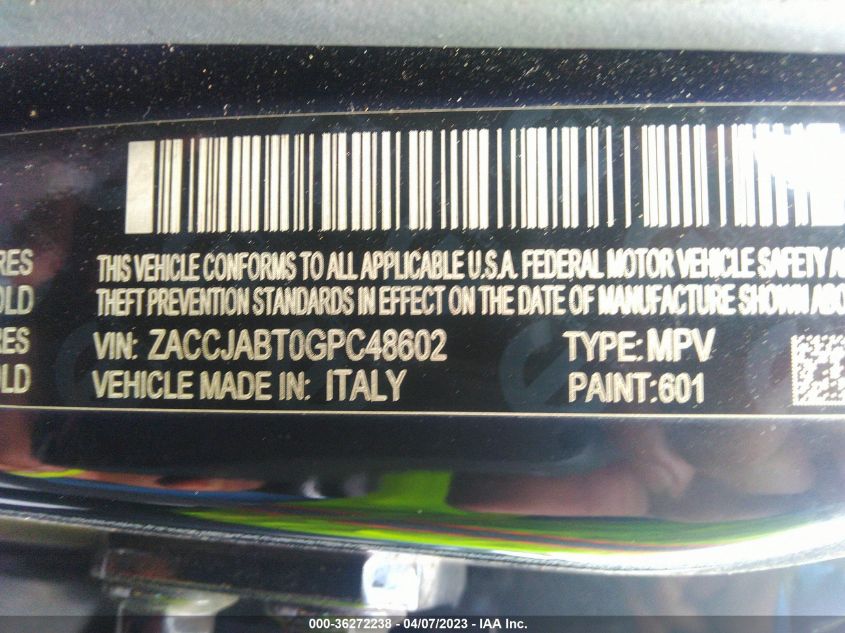 RES
OLD
RES
OLD
THIS VEHICLE CONFORMS TO ALL APPLICABLE U.S.A. FEDERAL MOTOR VEHICLE SAFETY
THEFT PREVENTION STANDARDS IN EFFECT ON THE DATE OF MANUFACTURE SHOWN ABO
VIN: ZACCJABT0GPC48602 TYPE: MPV
VEHICLE MADE IN: ITALY PAINT: 601
000-36272238 - 04/07/2023 - IAA Inc.